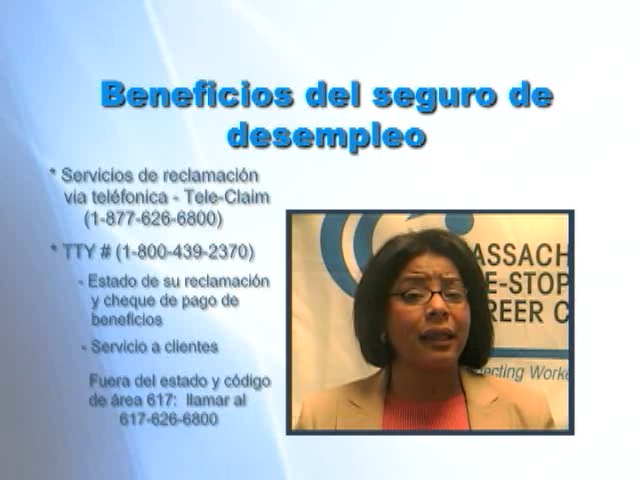 Beneficios del seguro de
desempleo
* Servicios de reclamación
via teléfonica - Tele-Claim
(1-877-626-6800)
* TTY # (1-800-439-2370)
- Estado de su reclamación
y cheque de pago de
beneficios
- Servicio a clientes
Fuera del estado y código
de área 617: llamar al
617-626-6800
ASSACH
E-STOP
REER C
ecting Worke